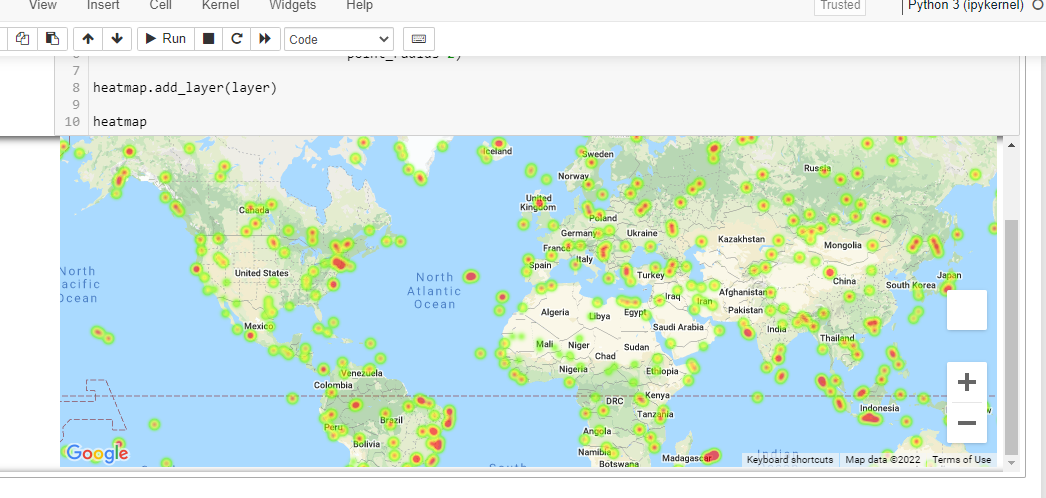 View Insert Cell Kernel Widgets Help Trusted Python 3 (ipykernel)
Run Code
7
8 heatmap.add_layer(layer)
9
10 heatmap
Iceland
Sweden
Norway
Russia
United
Kingdom
Canada
Poland
Germany
Ukraine
France
Kazakhstan
Mongolia
Italy
Spain
North
Atlantic
Ocean
North
acific
Ocean
United States
Turkey
China
Japan
South Korea
Iraq
Iran
Afghanistan
Algeria
Libya
Egypt
Pakistan
Mexico
Saudi Arabia
India
Thailand
Mali
Niger
Sudan
Chad
Nigeria
Ethiopia
Venezuela
Colombia
DRC
Kenya
Indonesia
Tanzania
Brazil
Peru
Angola
Bolivia
Namibia
Madagascar
Botswana
Google
Keyboard shortcuts Map data ©2022 Terms of Use